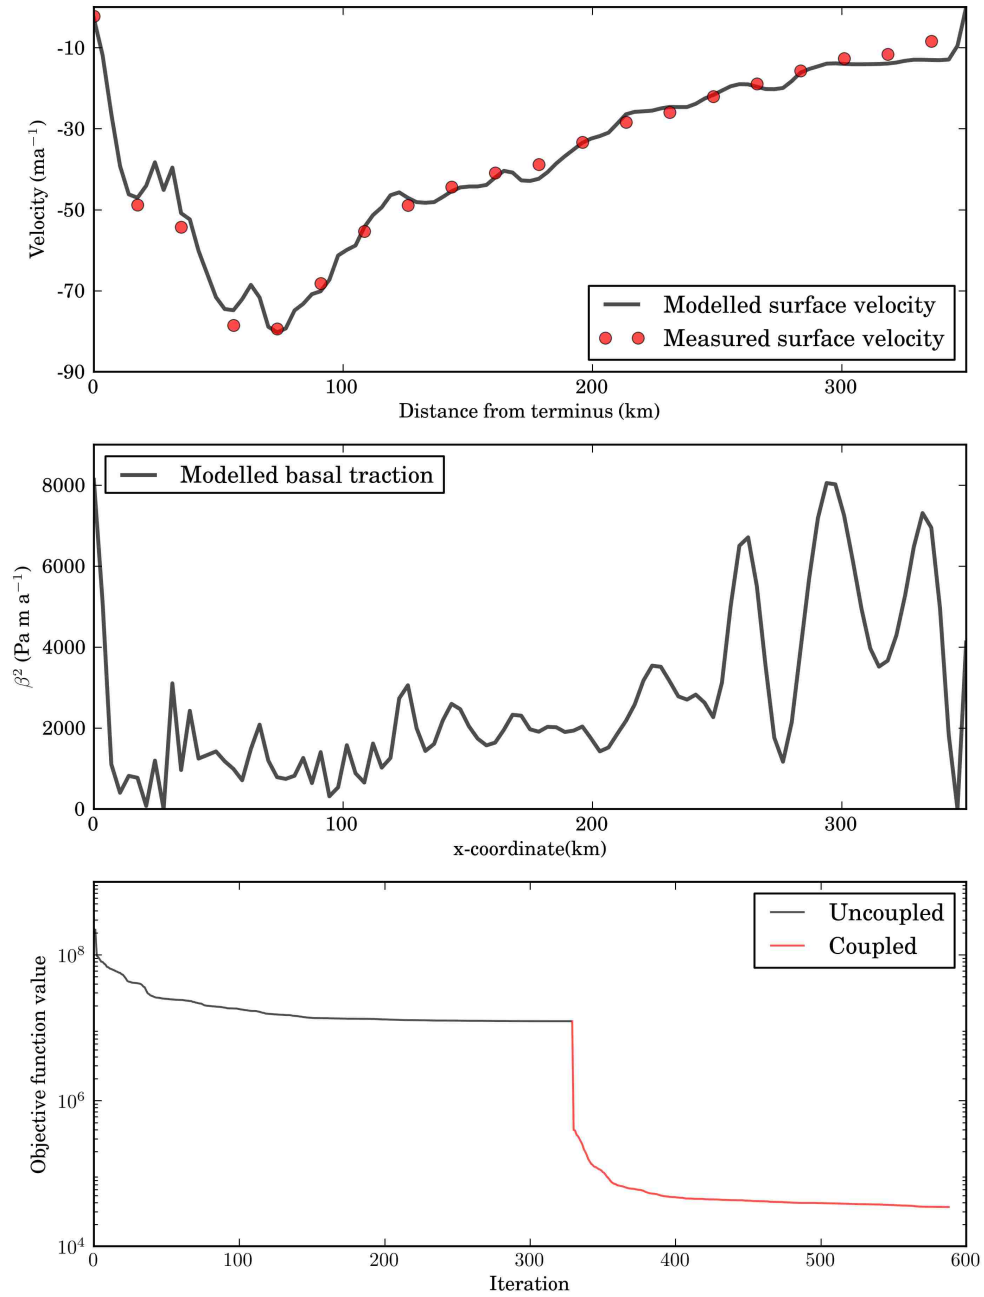 -10
-30
-50
-70
-90
Velocity (ma⁻¹)
Modelled surface velocity
Measured surface velocity
0
100
200
300
Distance from terminus (km)
8000
6000
4000
2000
0
β² (Pa m a⁻¹)
Modelled basal traction
0
100
200
300
x-coordinate(km)
10⁸
10⁶
10⁴
Objective function value
Uncoupled
Coupled
0
100
200
300
400
500
600
Iteration